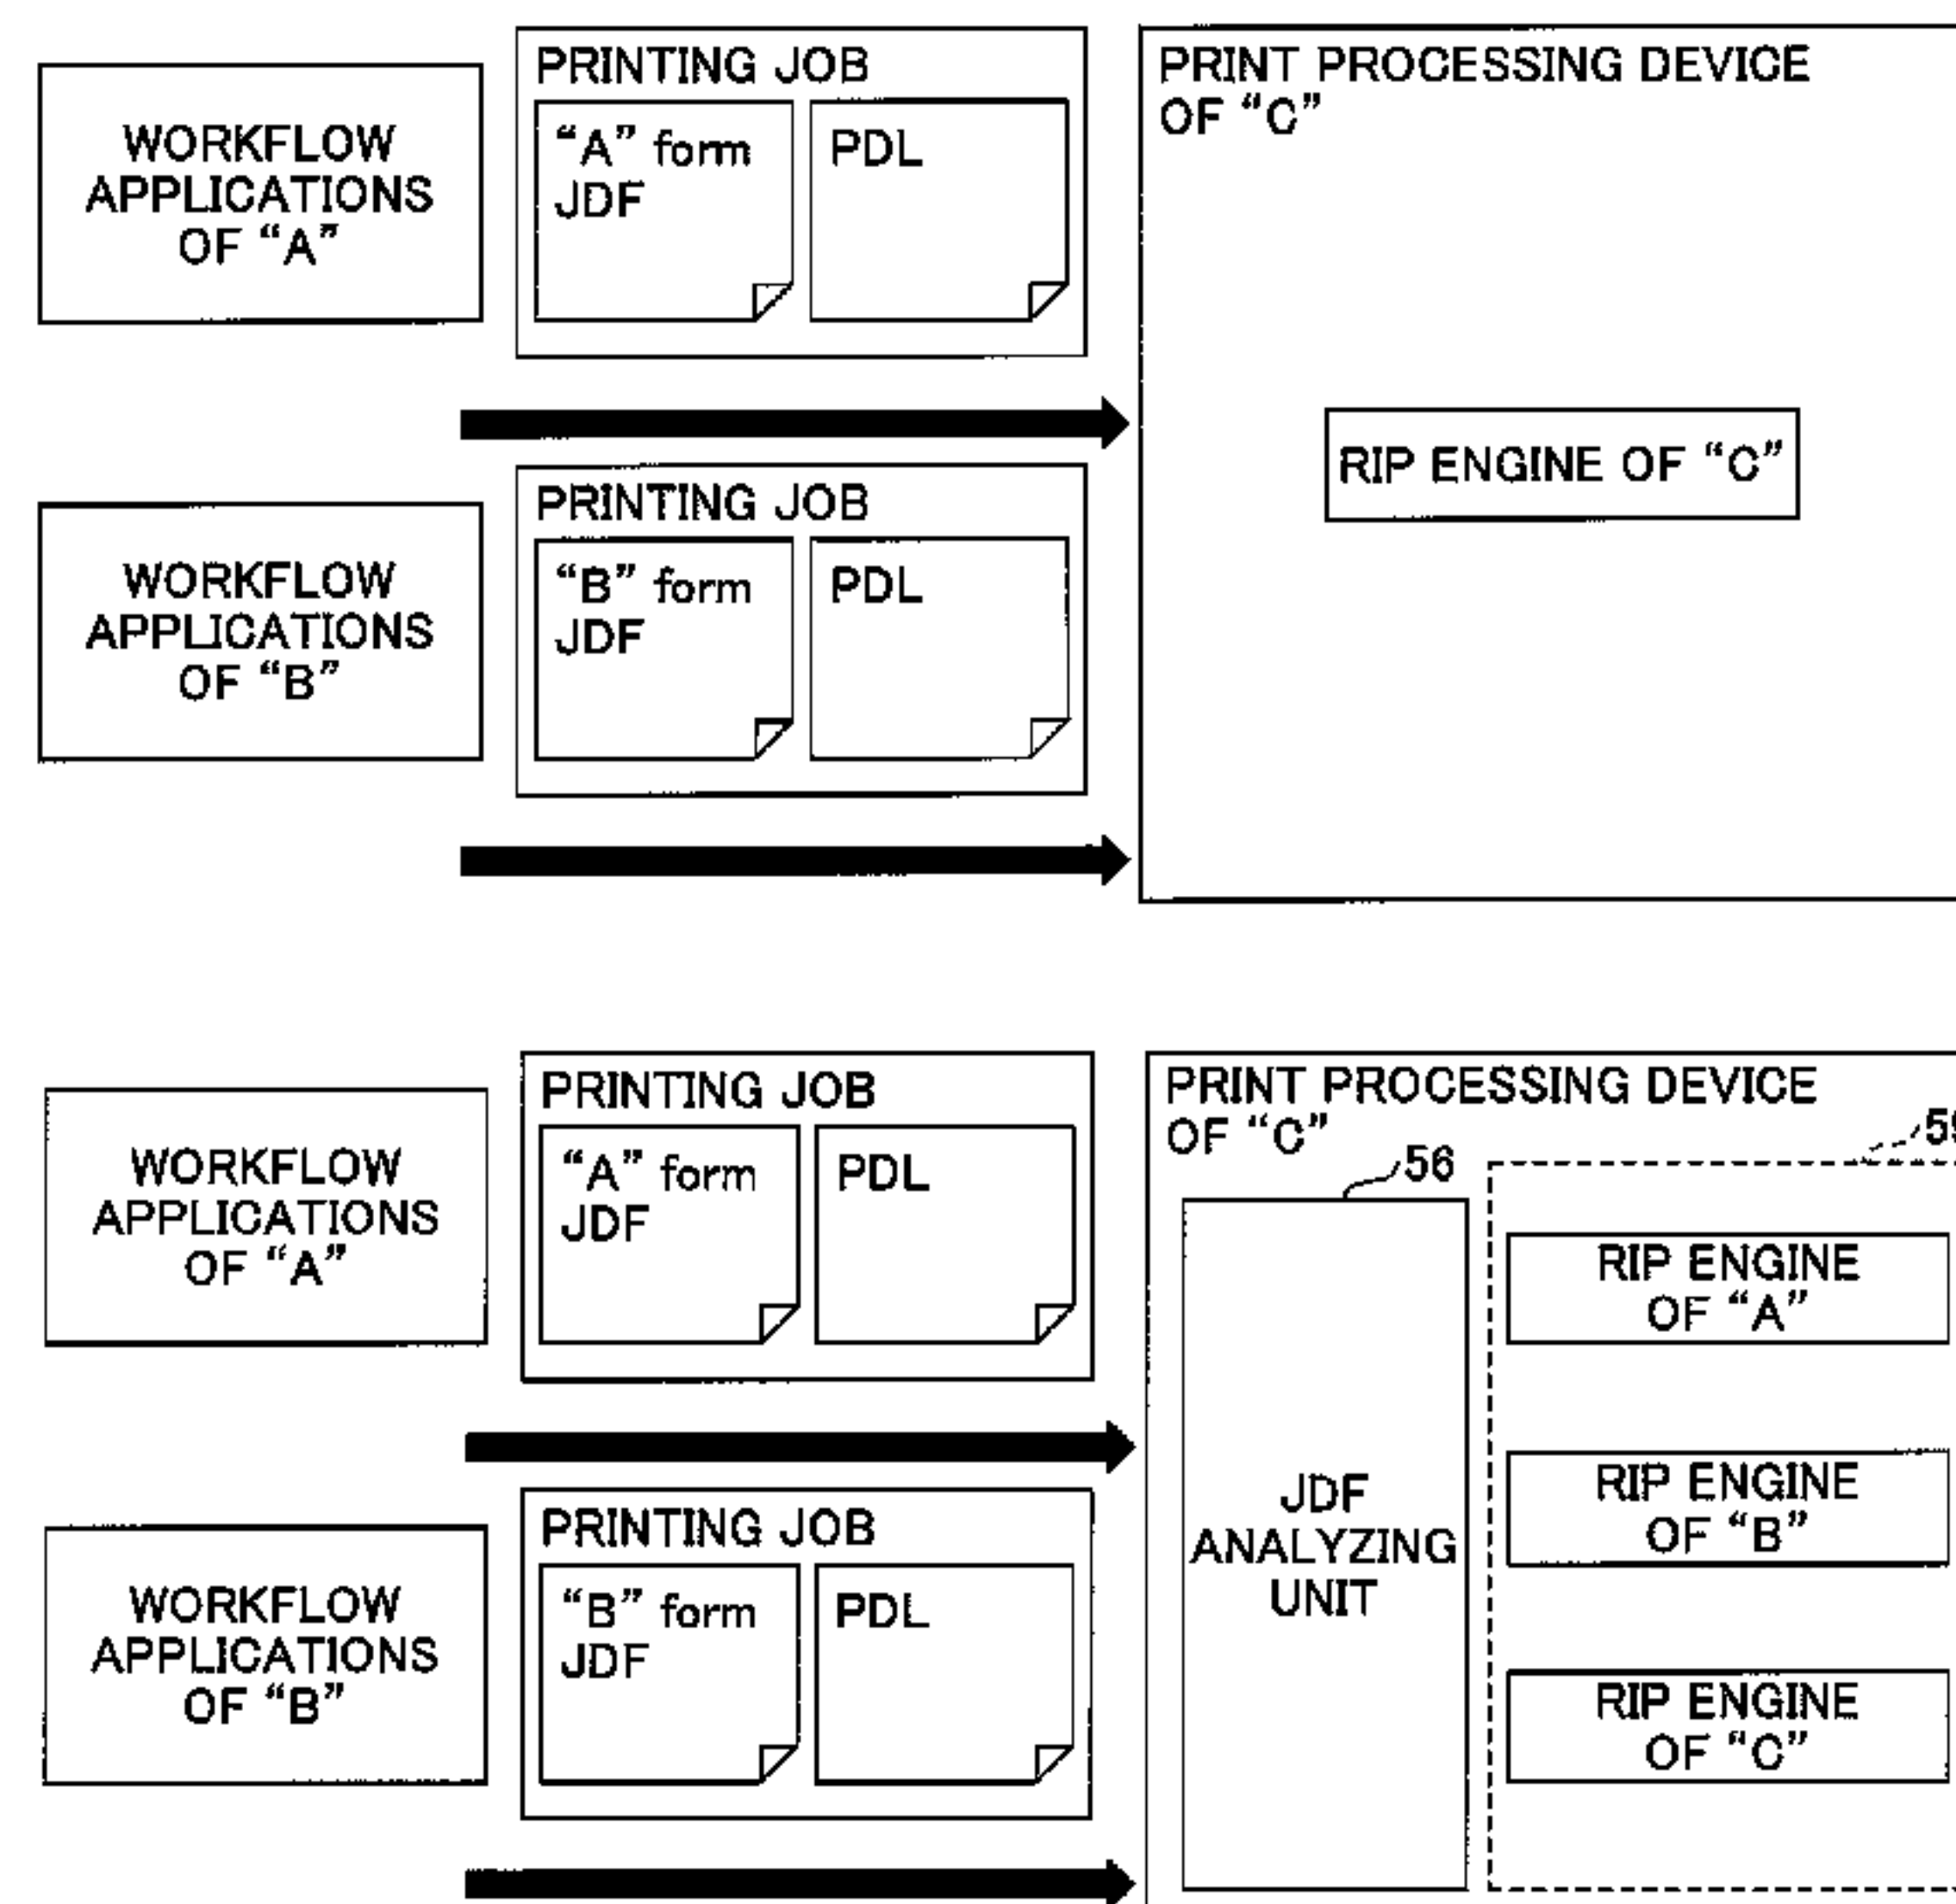 WORKFLOW
APPLICATIONS
OF “A”
PRINTING JOB
“A” form
JDF
PDL
PRINT PROCESSING DEVICE
OF “C”
RIP ENGINE OF “C”
WORKFLOW
APPLICATIONS
OF “B”
PRINTING JOB
“B” form
JDF
PDL
WORKFLOW
APPLICATIONS
OF “A”
PRINTING JOB
“A” form
JDF
PDL
PRINT PROCESSING DEVICE
OF “C”
56
JDF
ANALYZING
UNIT
RIP ENGINE
OF “A”
RIP ENGINE
OF “B”
RIP ENGINE
OF “C”
WORKFLOW
APPLICATIONS
OF “B”
PRINTING JOB
“B” form
JDF
PDL